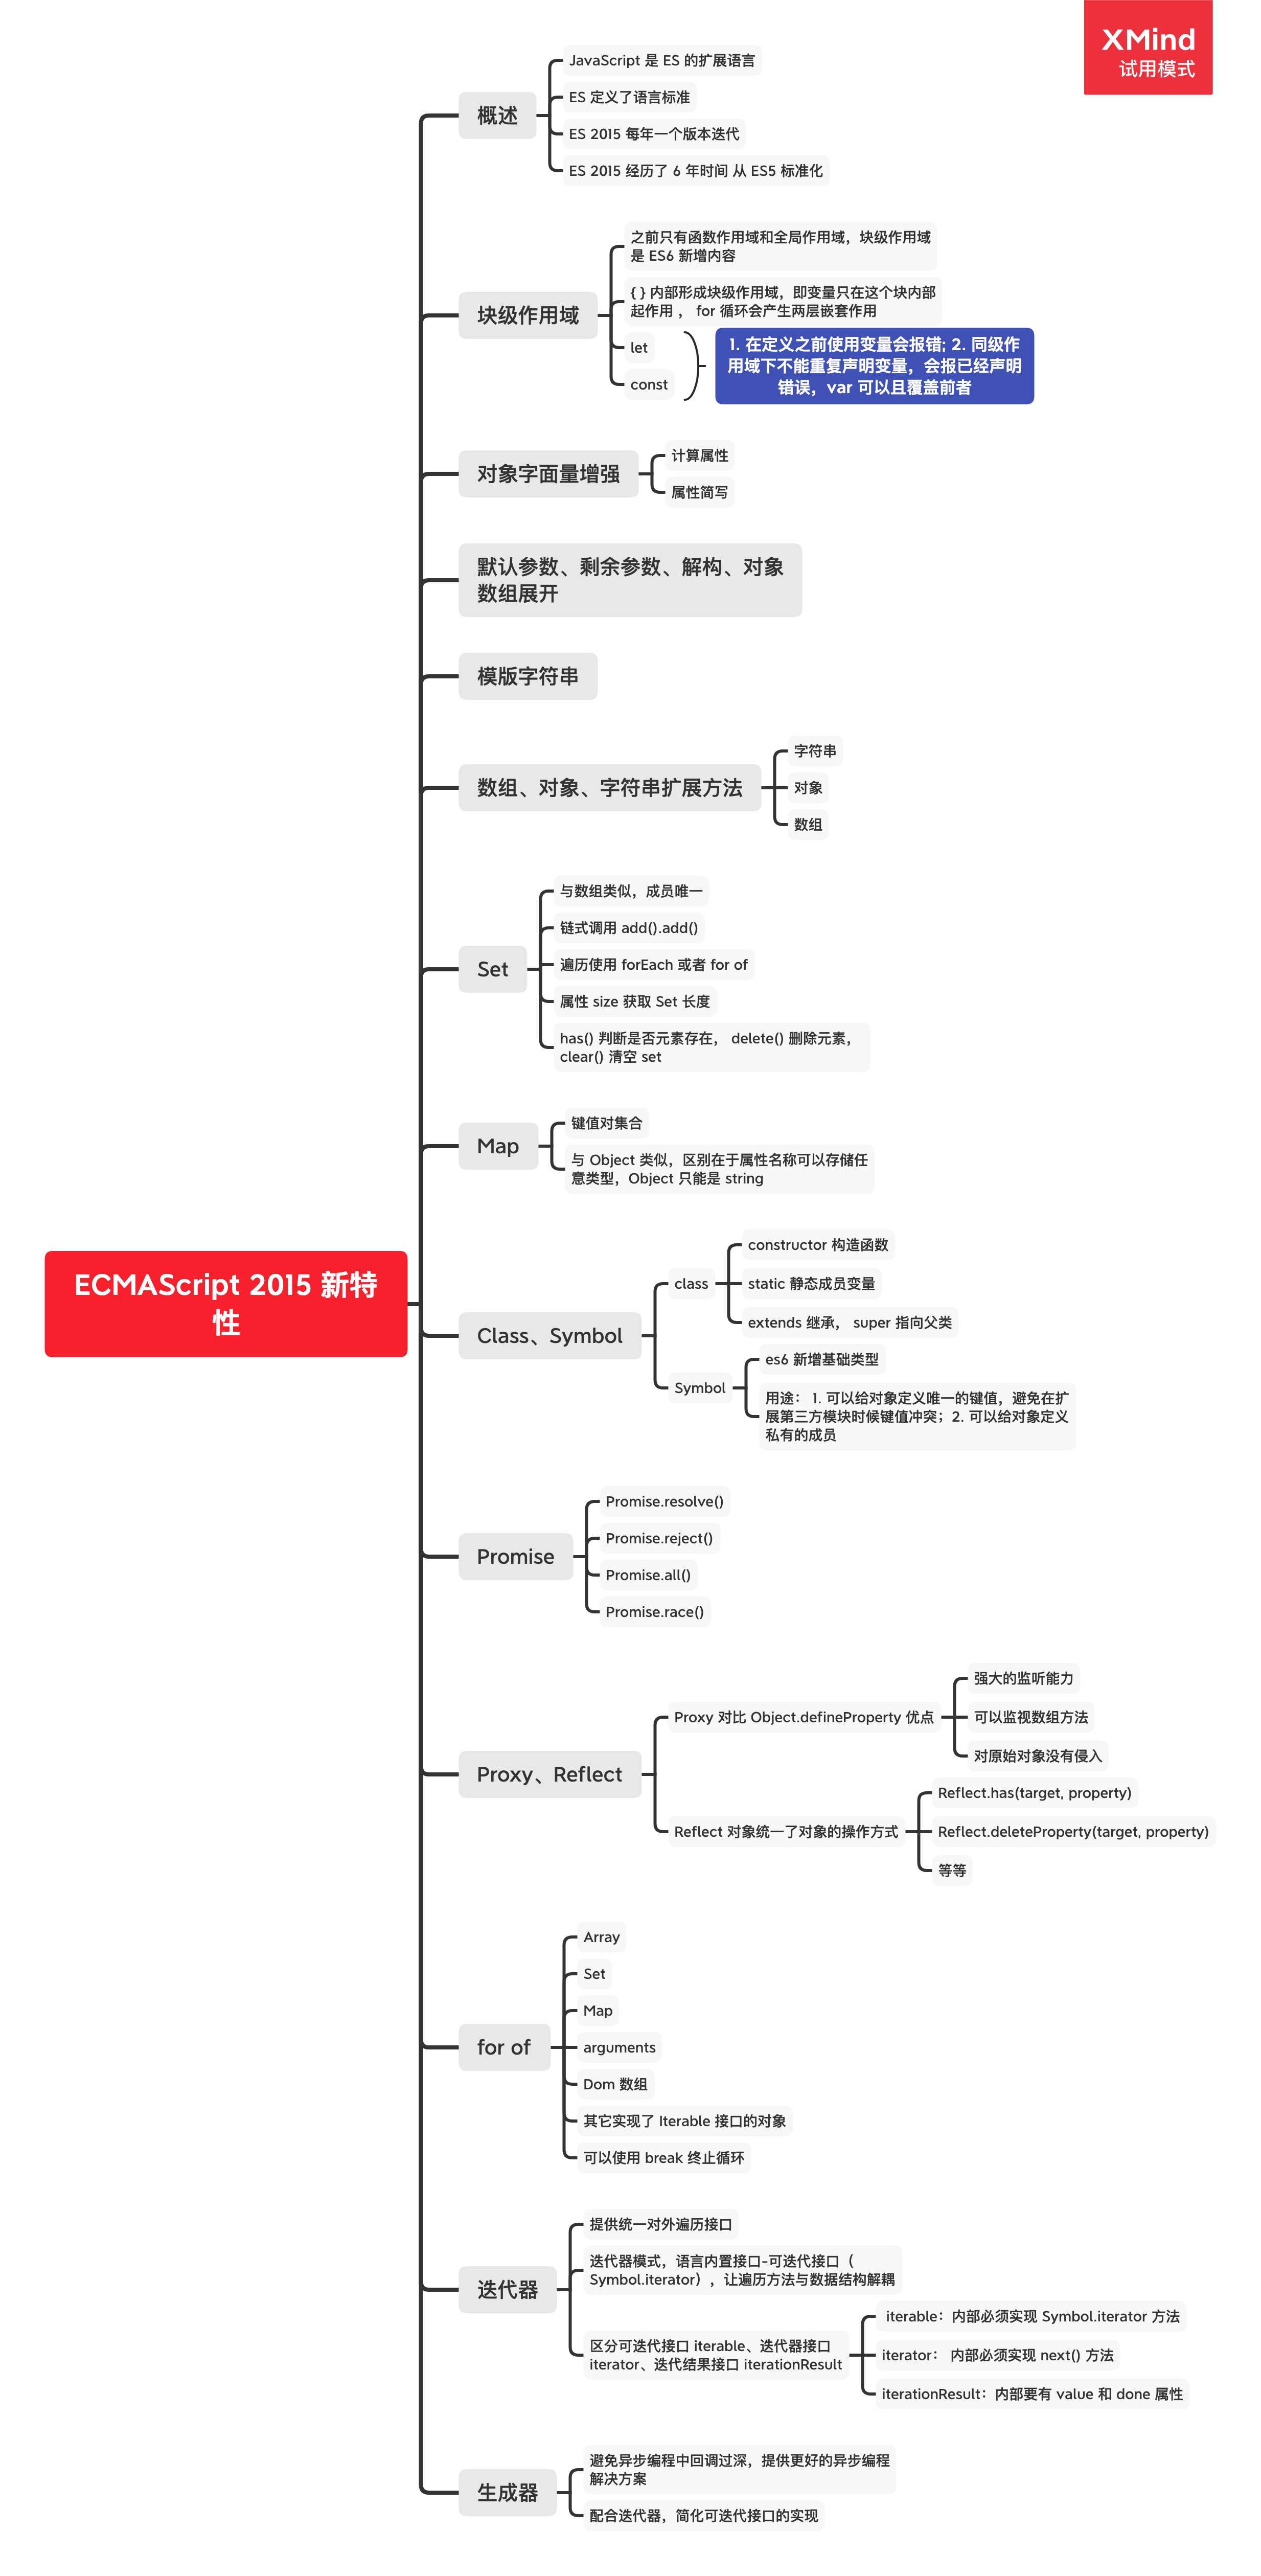 XMind
试用模式
JavaScript 是 ES 的扩展语言
ES 定义了语言标准
概述
ES 2015 每年一个版本迭代
ES 2015 经历了 6 年时间 从 ES5 标准化
之前只有函数作用域和全局作用域，块级作用域
是 ES6 新增内容
{ } 内部形成块级作用域，即变量只在这个块内部
起作用 ， for 循环会产生两层嵌套作用
块级作用域
let
const
1. 在定义之前使用变量会报错; 2. 同级作
用域下不能重复声明变量，会报已经声明
错误，var 可以且覆盖前者
对象字面量增强
计算属性
属性简写
默认参数、剩余参数、解构、对象
数组展开
模版字符串
数组、对象、字符串扩展方法
字符串
对象
数组
Set
与数组类似，成员唯一
链式调用 add().add()
遍历使用 forEach 或者 for of
属性 size 获取 Set 长度
has() 判断是否元素存在， delete() 删除元素，
clear() 清空 set
Map
键值对集合
与 Object 类似，区别在于属性名称可以存储任
意类型，Object 只能是 string
ECMAScript 2015 新特
性
Class、Symbol
class
constructor 构造函数
static 静态成员变量
extends 继承， super 指向父类
Symbol
es6 新增基础类型
用途： 1. 可以给对象定义唯一的键值，避免在扩
展第三方模块时候键值冲突；2. 可以给对象定义
私有的成员
Promise
Promise.resolve()
Promise.reject()
Promise.all()
Promise.race()
Proxy、Reflect
Proxy 对比 Object.defineProperty 优点
强大的监听能力
可以监视数组方法
对原始对象没有侵入
Reflect 对象统一了对象的操作方式
Reflect.has(target, property)
Reflect.deleteProperty(target, property)
等等
for of
Array
Set
Map
arguments
Dom 数组
其它实现了 Iterable 接口的对象
可以使用 break 终止循环
迭代器
提供统一对外遍历接口
迭代器模式，语言内置接口-可迭代接口（
Symbol.iterator），让遍历方法与数据结构解耦
区分可迭代接口 iterable、迭代器接口
iterator、迭代结果接口 iterationResult
iterable：内部必须实现 Symbol.iterator 方法
iterator： 内部必须实现 next() 方法
iterationResult：内部要有 value 和 done 属性
生成器
避免异步编程中回调过深，提供更好的异步编程
解决方案
配合迭代器，简化可迭代接口的实现